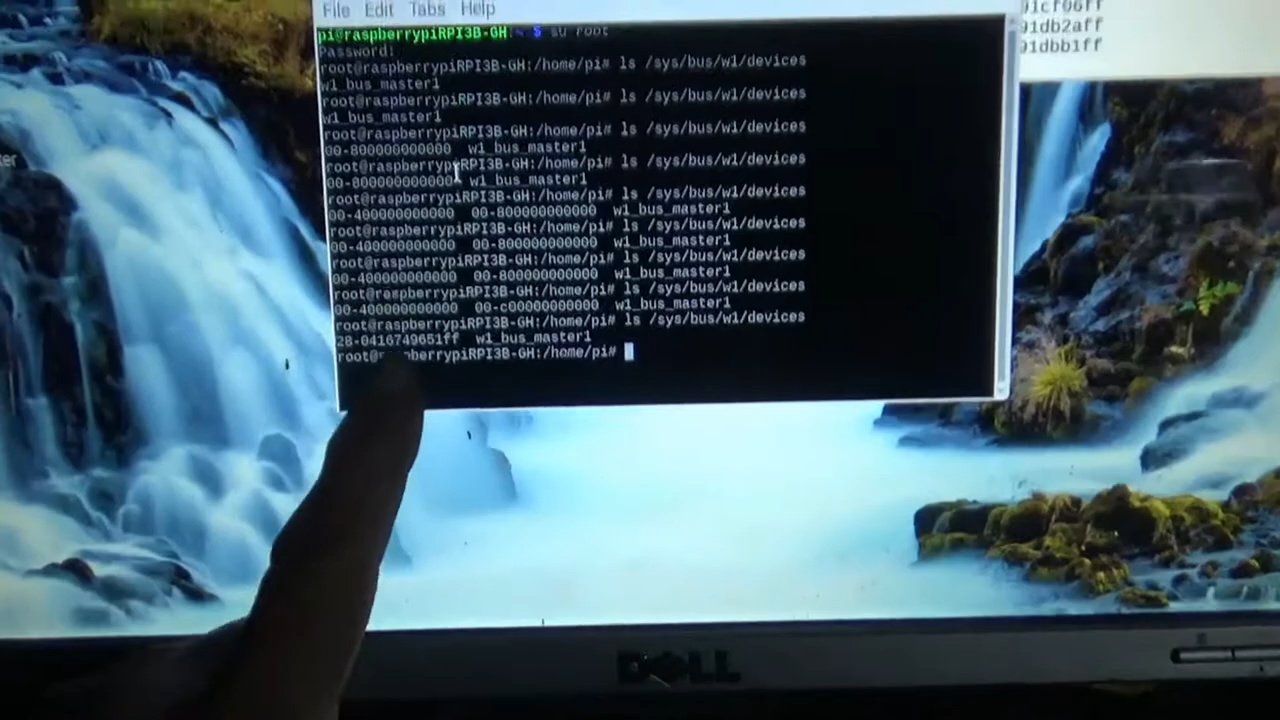 File Edit Tabs Help
pi@raspberrypiRPI3B-GH:~ $ su root
Password:
root@raspberrypiRPI3B-GH:/home/pi# ls /sys/bus/w1/devices
w1_bus_master1
root@raspberrypiRPI3B-GH:/home/pi# ls /sys/bus/w1/devices
w1_bus_master1
root@raspberrypiRPI3B-GH:/home/pi# ls /sys/bus/w1/devices
00-800000000000 w1_bus_master1
root@raspberrypiRPI3B-GH:/home/pi# ls /sys/bus/w1/devices
00-800000000000 w1_bus_master1
root@raspberrypiRPI3B-GH:/home/pi# ls /sys/bus/w1/devices
00-400000000000 00-800000000000 w1_bus_master1
root@raspberrypiRPI3B-GH:/home/pi# ls /sys/bus/w1/devices
00-400000000000 00-800000000000 w1_bus_master1
root@raspberrypiRPI3B-GH:/home/pi# ls /sys/bus/w1/devices
00-400000000000 00-800000000000 w1_bus_master1
root@raspberrypiRPI3B-GH:/home/pi# ls /sys/bus/w1/devices
00-400000000000 00-c00000000000 w1_bus_master1
root@raspberrypiRPI3B-GH:/home/pi# ls /sys/bus/w1/devices
28-0416749651ff w1_bus_master1
root@raspberrypiRPI3B-GH:/home/pi#
91cf06ff
91db2aff
91dbb1ff
DELL